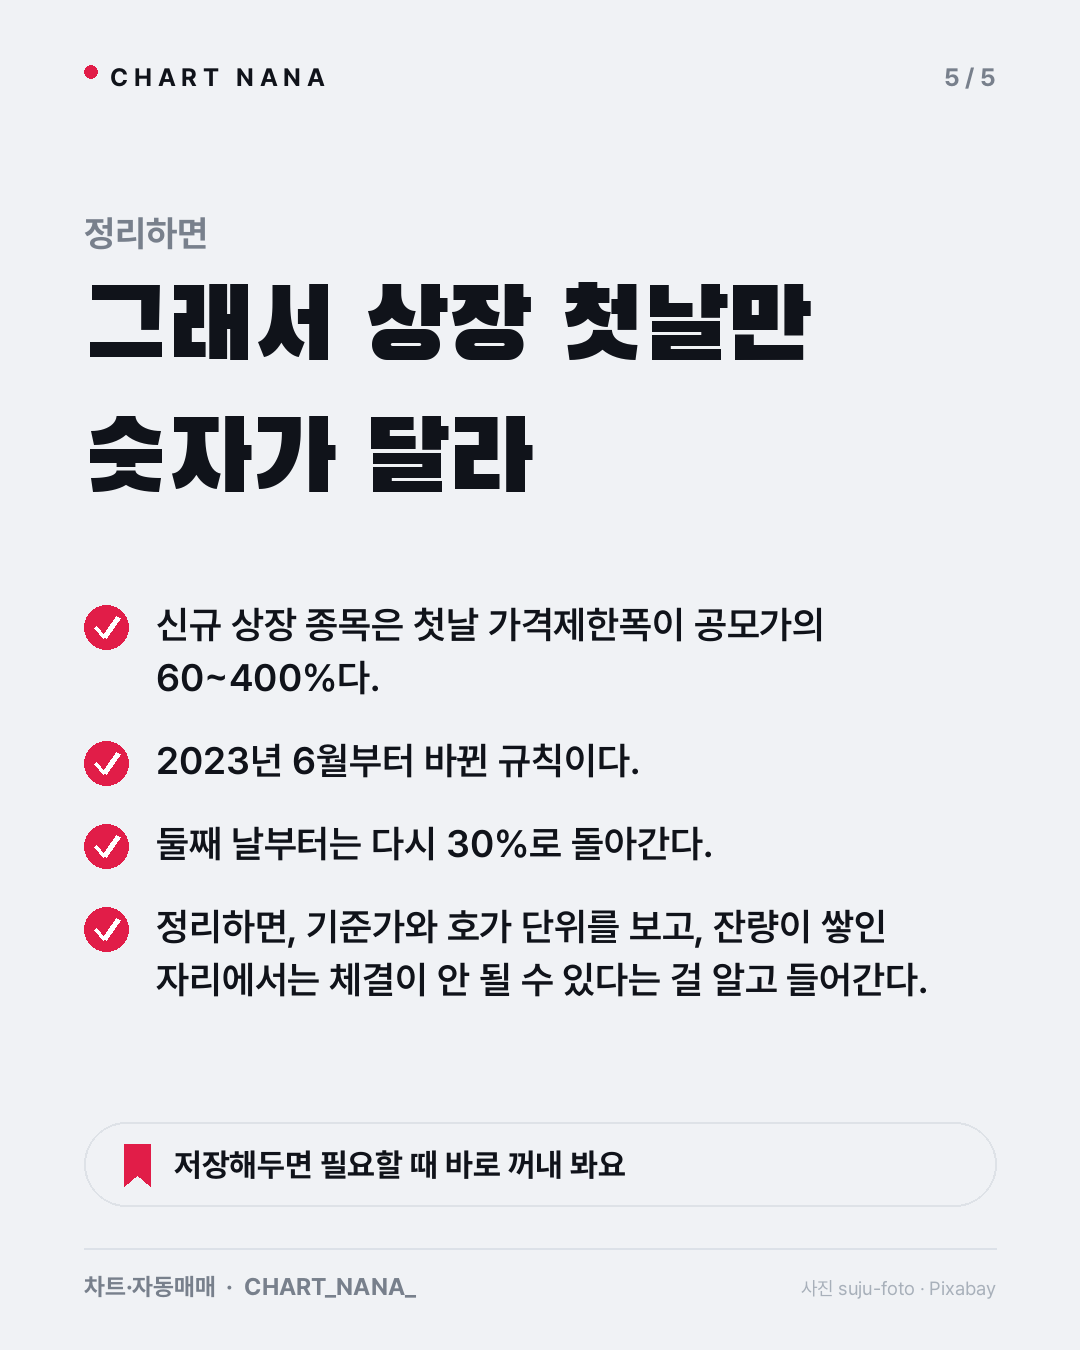 CHART NANA
5 / 5
정리하면
그래서 상장 첫날만
숫자가 달라
신규 상장 종목은 첫날 가격제한폭이 공모가의
60~400%다.
2023년 6월부터 바뀐 규칙이다.
둘째 날부터는 다시 30%로 돌아간다.
정리하면, 기준가와 호가 단위를 보고, 잔량이 쌓인
자리에서는 체결이 안 될 수 있다는 걸 알고 들어간다.
저장해두면 필요할 때 바로 꺼내 봐요
차트·자동매매 · CHART_NANA_
사진 suju-foto · Pixabay